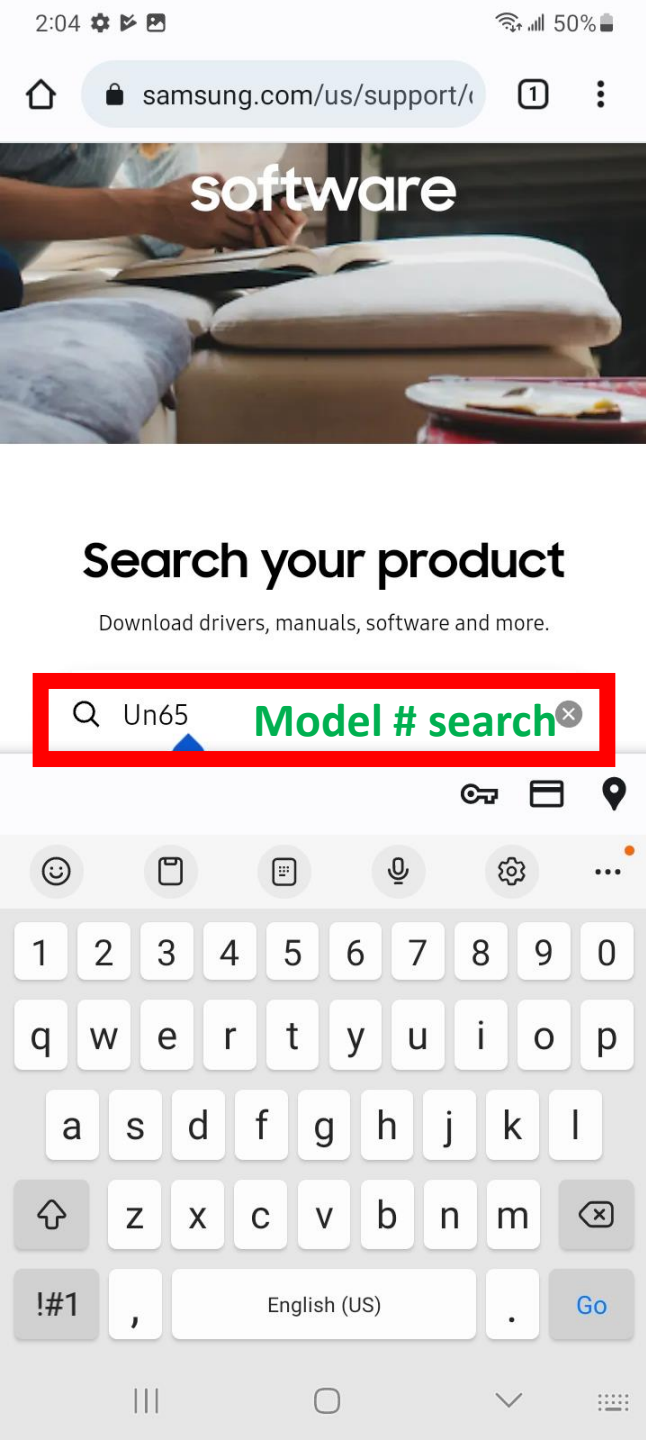 2:04 50%
samsung.com/us/support/
1
software
Search your product
Download drivers, manuals, software and more.
Un65 Model # search
1 2 3 4 5 6 7 8 9 0
q w e r t y u i o p
a s d f g h j k l
z x c v b n m
!#1 , English (US) . Go